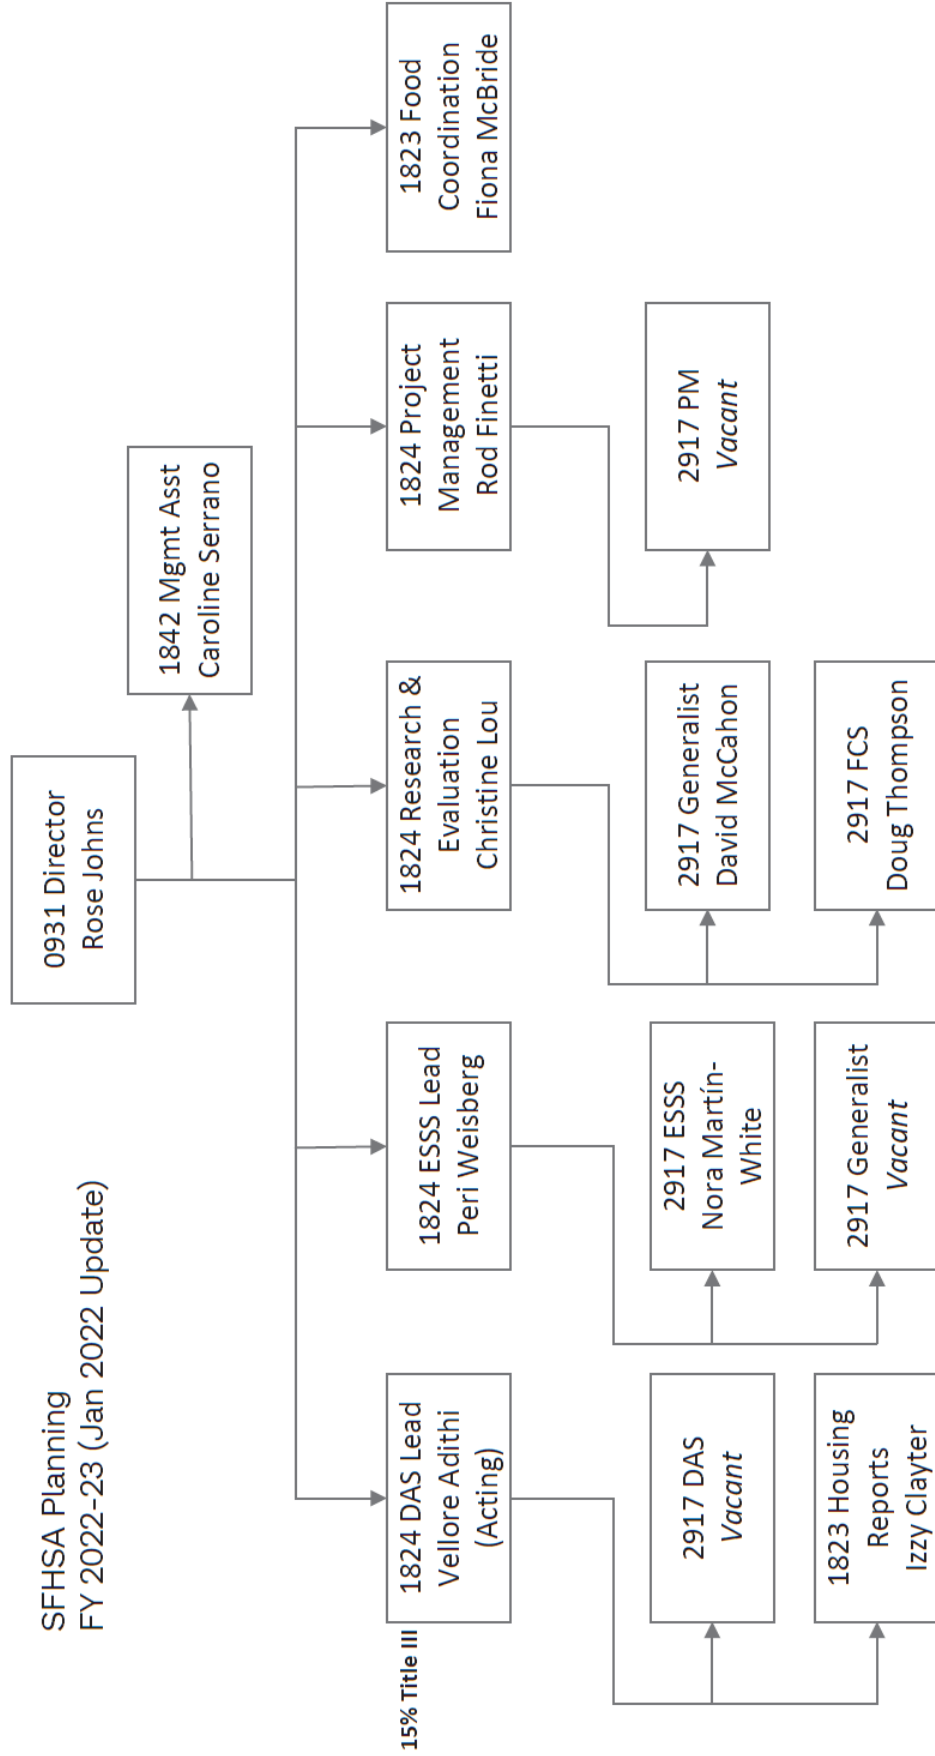 SFHSA Planning
FY 2022-23 (Jan 2022 Update)
0931 Director
Rose Johns
1842 Mgmt Asst
Caroline Serrano
15% Title III
1824 DAS Lead
Vellore Adithi
(Acting)
1824 ESSS Lead
Peri Weisberg
1824 Research &
Evaluation
Christine Lou
1824 Project
Management
Rod Finetti
1823 Food
Coordination
Fiona McBride
2917 DAS
Vacant
2917 ESSS
Nora Martín-
White
2917 Generalist
David McCahon
2917 PM
Vacant
1823 Housing
Reports
Izzy Clayter
2917 Generalist
Vacant
2917 FCS
Doug Thompson